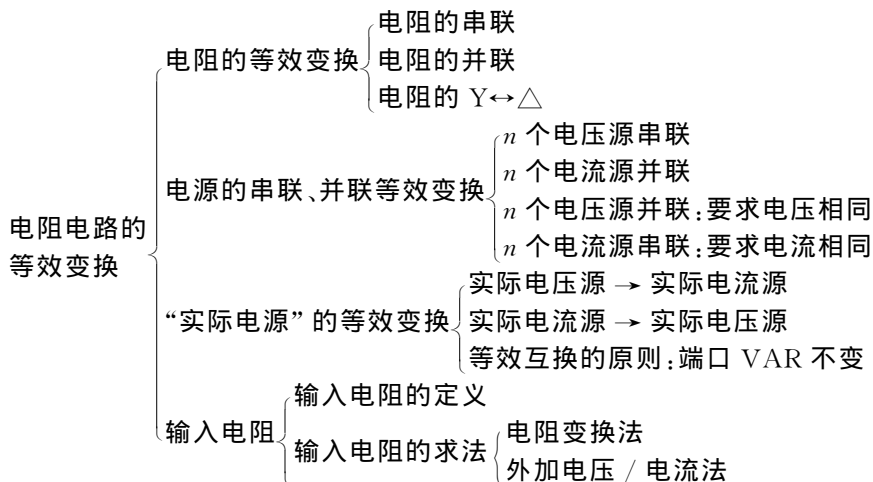 电阻电路的
等效变换
电阻的等效变换
电阻的串联
电阻的并联
电阻的 Y↔△
电源的串联、并联等效变换
n 个电压源串联
n 个电流源并联
n 个电压源并联:要求电压相同
n 个电流源串联:要求电流相同
“实际电源”的等效变换
实际电压源 → 实际电流源
实际电流源 → 实际电压源
等效互换的原则:端口 VAR 不变
输入电阻
输入电阻的定义
输入电阻的求法
电阻变换法
外加电压 / 电流法